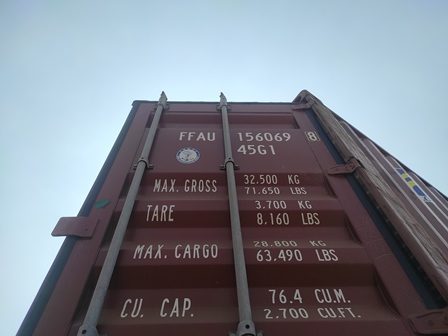 FFAU 156069 8
45G1
MAX. GROSS 32.500 KG
71.650 LBS
TARE 3.700 KG
8.160 LBS
MAX. CARGO 28.800 KG
63.490 LBS
CU. CAP. 76.4 CU.M.
2.700 CU.FT.